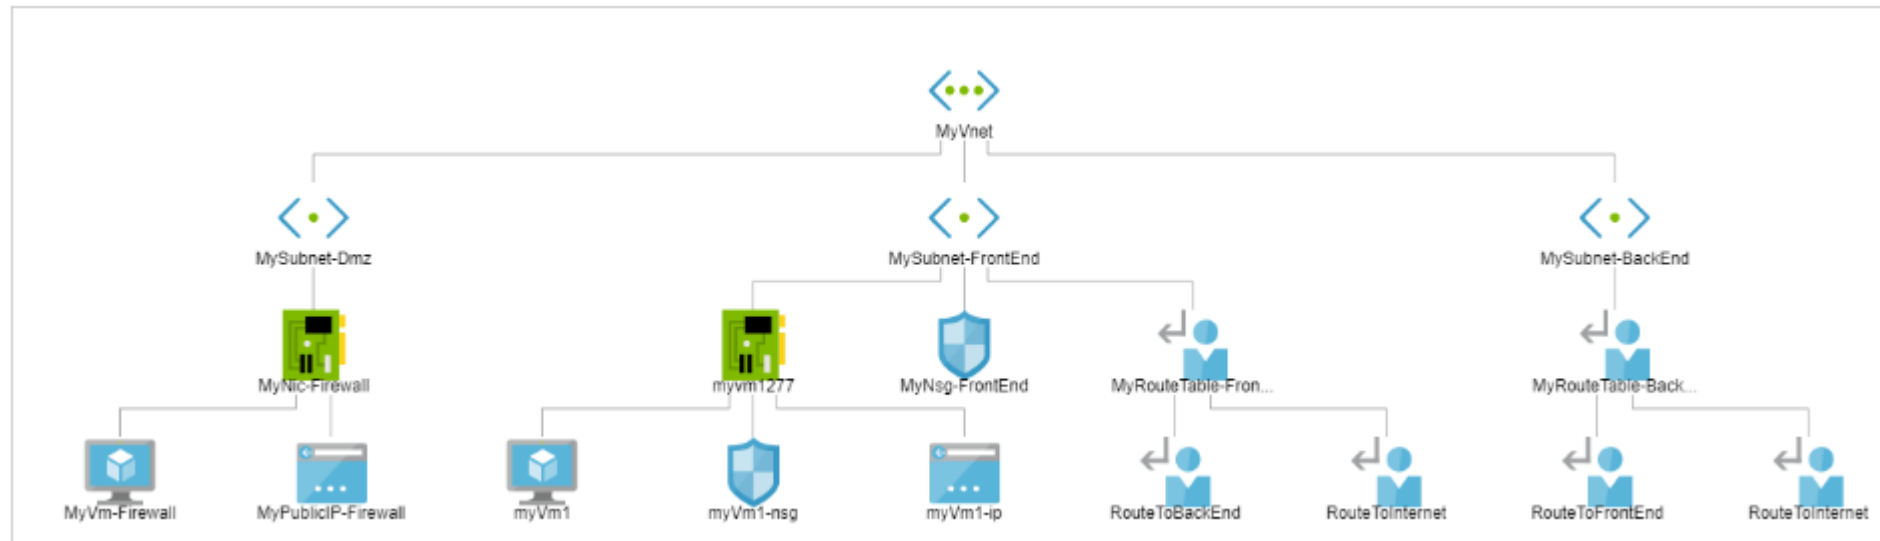 MyVnet
MySubnet-Dmz
MySubnet-FrontEnd
MySubnet-BackEnd
MyNic-Firewall
myvm1277
MyNsg-FrontEnd
MyRouteTable-Fron...
MyRouteTable-Back...
MyVm-Firewall
MyPublicIP-Firewall
myVm1
myVm1-nsg
myVm1-ip
RouteToBackEnd
RouteToInternet
RouteToFrontEnd
RouteToInternet